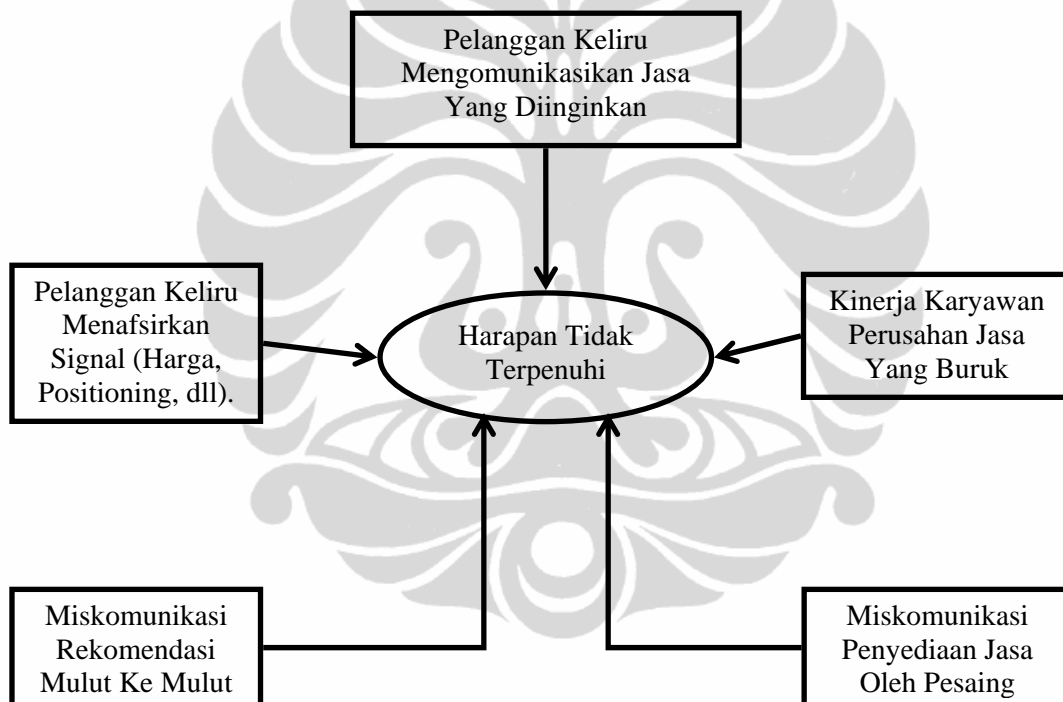 Pelanggan Keliru
Mengomunikasikan Jasa
Yang Diinginkan
Pelanggan Keliru
Menafsirkan
Signal (Harga,
Positioning, dll).
Harapan Tidak
Terpenuhi
Kinerja Karyawan
Perusahan Jasa
Yang Buruk
Miskomunikasi
Rekomendasi
Mulut Ke Mulut
Miskomunikasi
Penyediaan Jasa
Oleh Pesaing